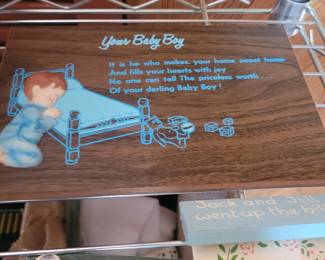 Your Baby Boy
It is he who makes, your home sweet home
And fills your hearts with joy
No one can tell The priceless worth
Of your darling Baby Boy!
Jack and Jill
went up the hill